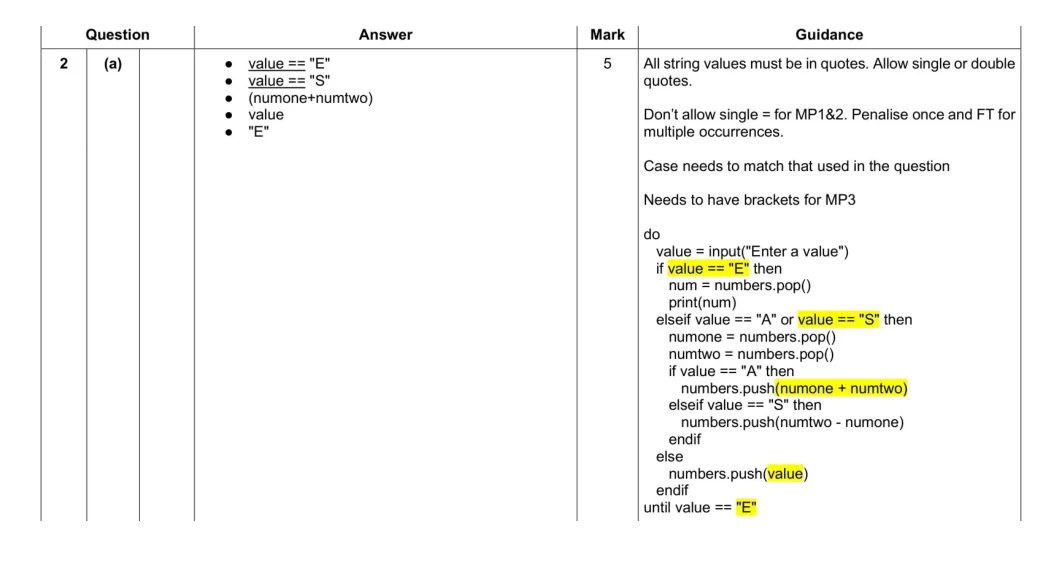 Question Answer Mark Guidance
2 (a)
● value == "E"
● value == "S"
● (numone+numtwo)
● value
● "E"
5
All string values must be in quotes. Allow single or double
quotes.
Don’t allow single = for MP1&2. Penalise once and FT for
multiple occurrences.
Case needs to match that used in the question
Needs to have brackets for MP3
do
value = input("Enter a value")
if value == "E" then
num = numbers.pop()
print(num)
elseif value == "A" or value == "S" then
numone = numbers.pop()
numtwo = numbers.pop()
if value == "A" then
numbers.push(numone + numtwo)
elseif value == "S" then
numbers.push(numtwo - numone)
endif
else
numbers.push(value)
endif
until value == "E"